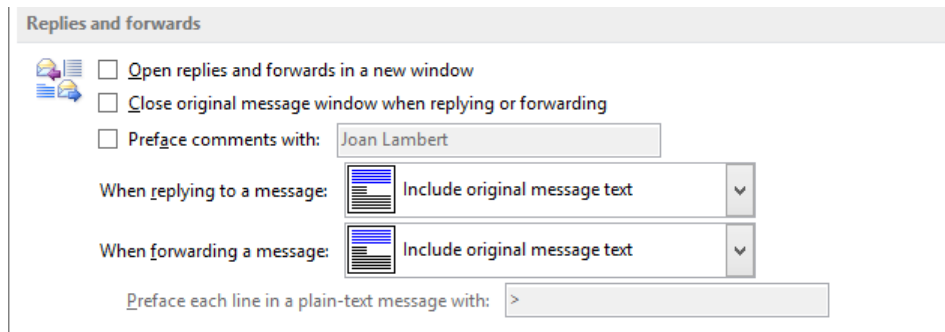 Replies and forwards
Open replies and forwards in a new window
Close original message window when replying or forwarding
Preface comments with: Joan Lambert
When replying to a message: Include original message text
When forwarding a message: Include original message text
Preface each line in a plain-text message with: >